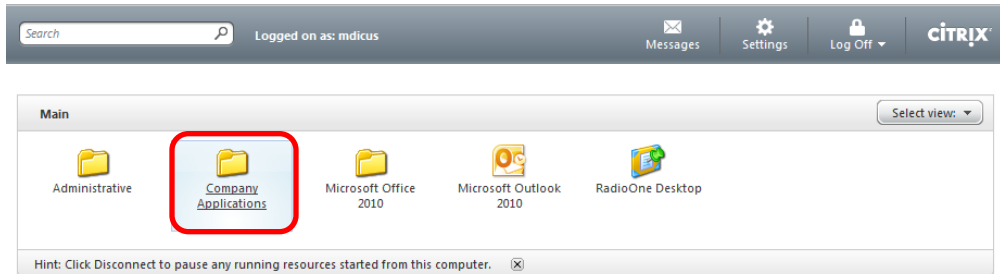 Search
Logged on as: mdicus
Messages
Settings
Log Off
CITRIX
Main
Select view:
Administrative
Company
Applications
Microsoft Office
2010
Microsoft Outlook
2010
RadioOne Desktop
Hint: Click Disconnect to pause any running resources started from this computer.